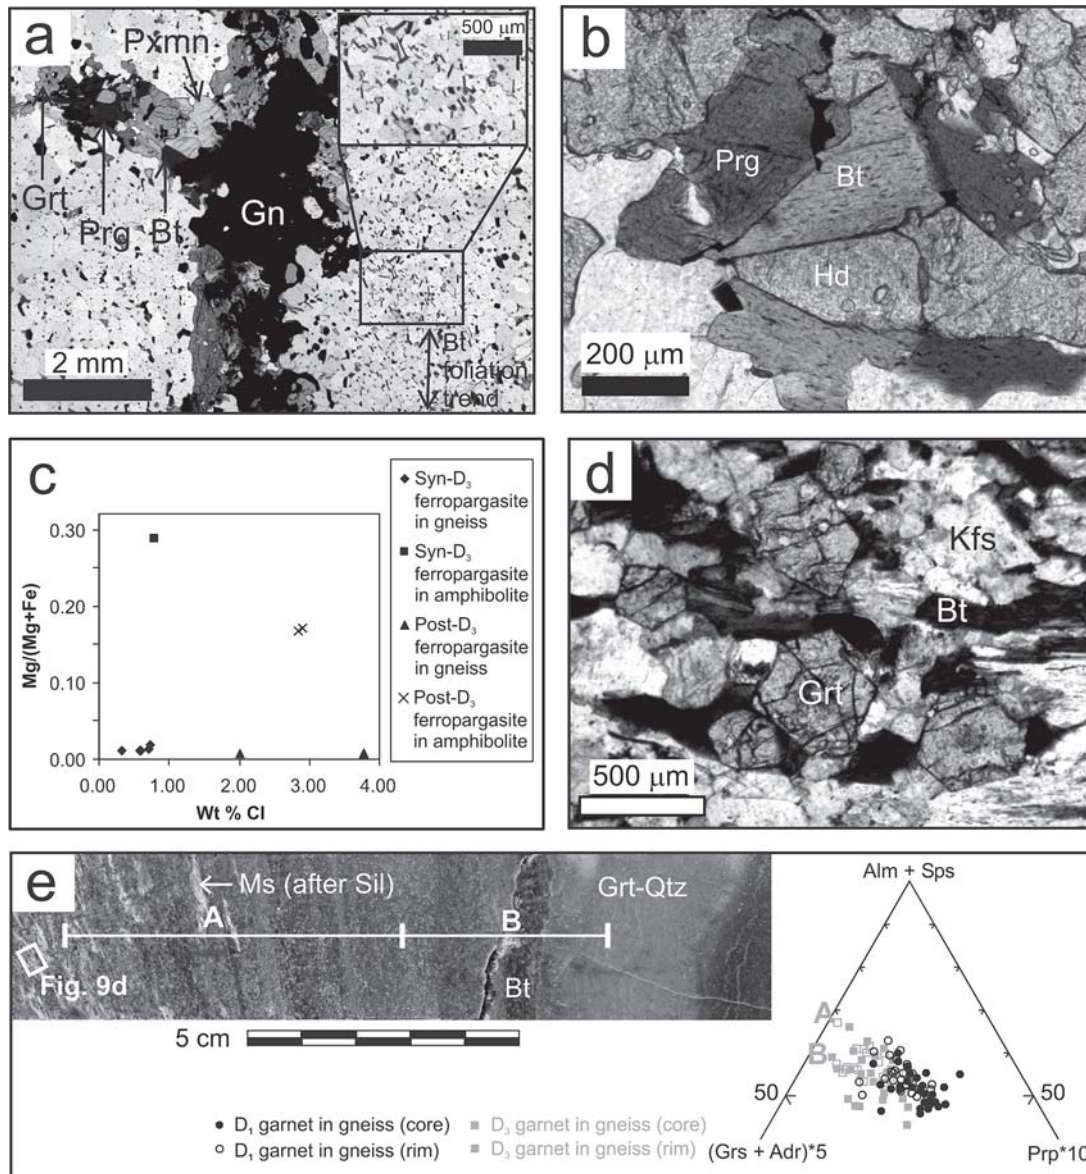 a
Pxmn
500 µm
Grt
Prg
Bt
Gn
2 mm
Bt
foliation
trend
b
Prg
Bt
Hd
200 µm
c
Mg/(Mg+Fe)
0.30
0.20
0.10
0.00
0.00 1.00 2.00 3.00 4.00
Wt % Cl
Syn-D₃
ferropargasite
in gneiss
Syn-D₃
ferropargasite
in amphibolite
Post-D₃
ferropargasite
in gneiss
Post-D₃
ferropargasite
in amphibolite
d
Kfs
Bt
Grt
500 µm
e
Ms (after Sil)
Grt-Qtz
A
B
Fig. 9d
Bt
5 cm
Alm + Sps
A
B
50
50
(Grs + Adr)*5
Prp*10
D₁ garnet in gneiss (core)
D₁ garnet in gneiss (rim)
D₃ garnet in gneiss (core)
D₃ garnet in gneiss (rim)